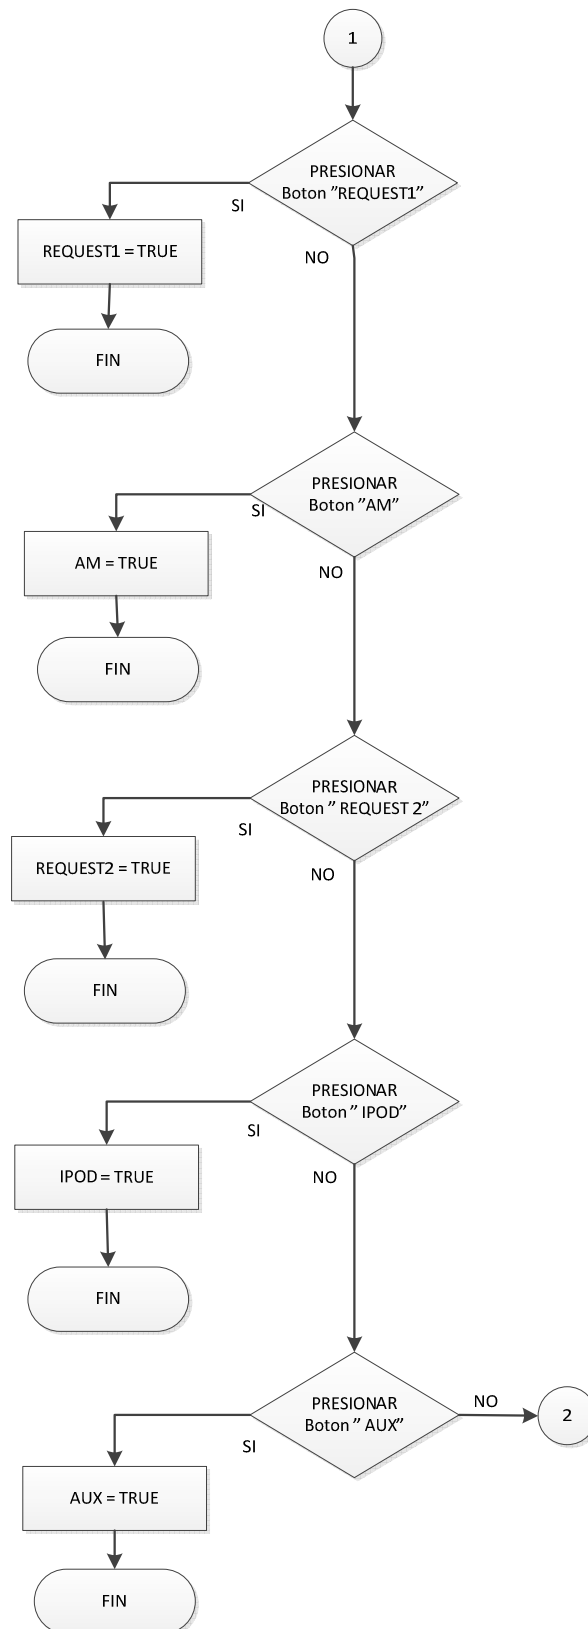 1
PRESIONAR
Boton ”REQUEST1”
SI
NO
REQUEST1 = TRUE
FIN
PRESIONAR
Boton ”AM”
SI
NO
AM = TRUE
FIN
PRESIONAR
Boton ” REQUEST 2”
SI
NO
REQUEST2 = TRUE
FIN
PRESIONAR
Boton ” IPOD”
SI
NO
IPOD = TRUE
FIN
PRESIONAR
Boton ” AUX”
NO
2
SI
AUX = TRUE
FIN